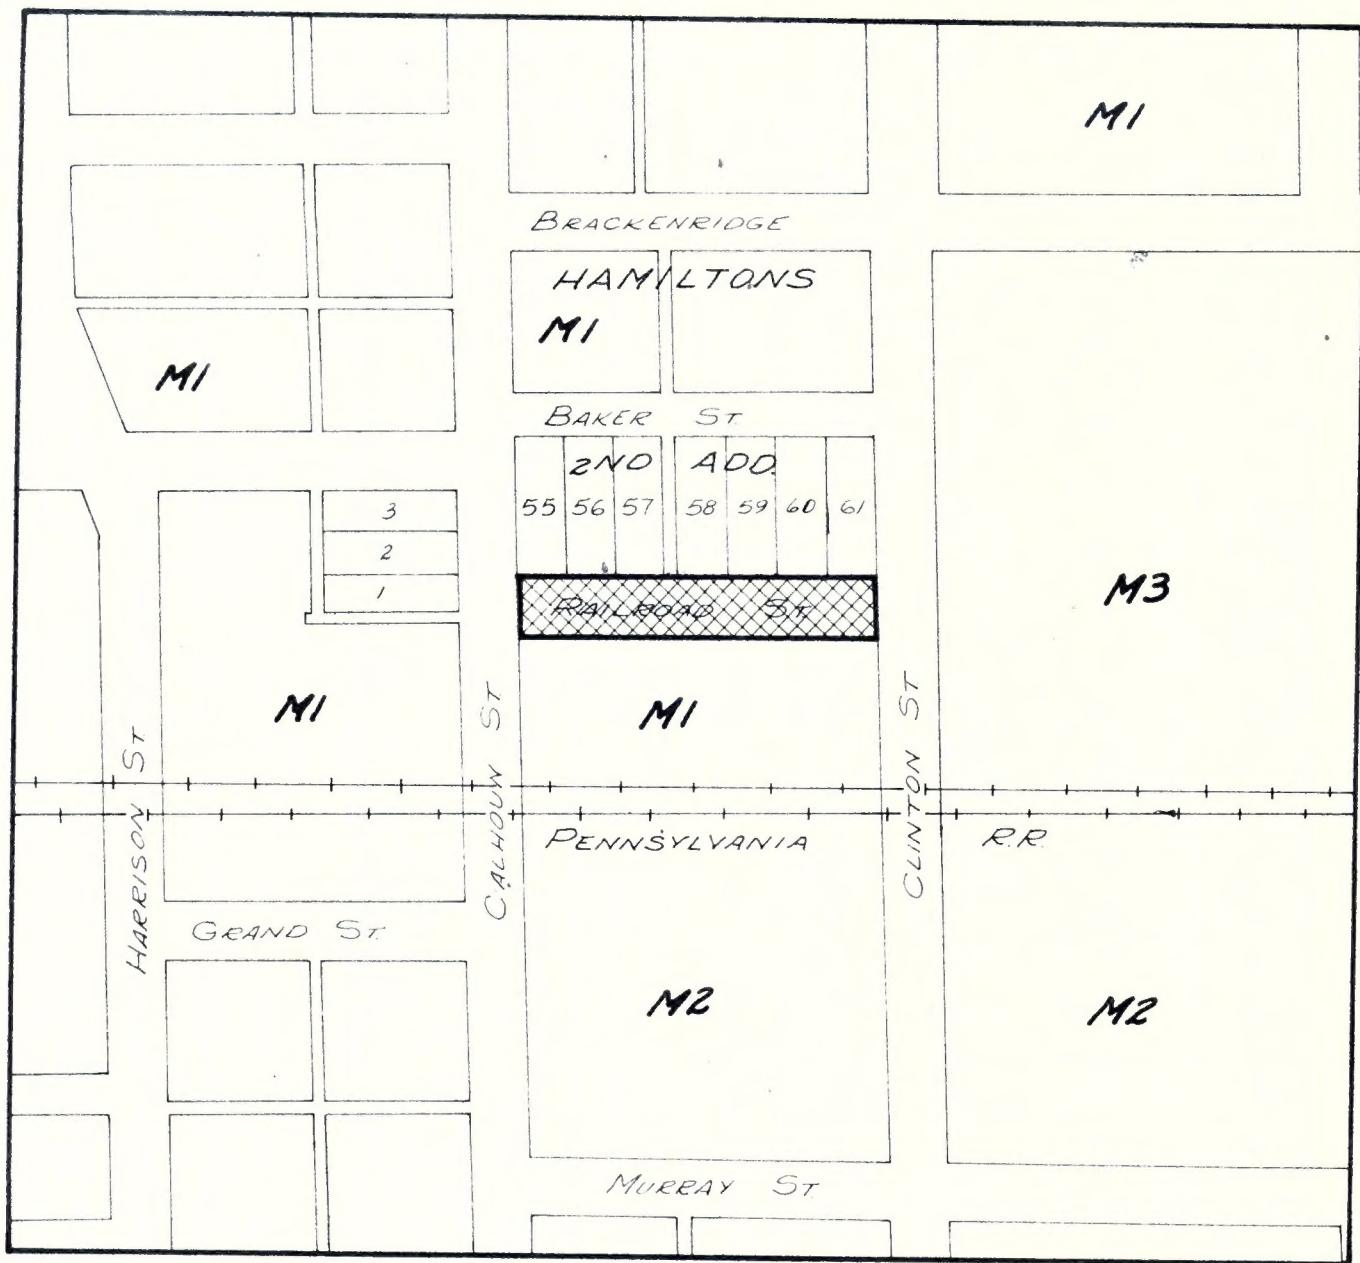 M1
BRACKENRIDGE
HAMILTONS
M1
M1
BAKER ST.
2ND ADD.
55 56 57 58 59 60 61
3
2
1
RAILROAD ST.
M3
M1
M1
HARRISON ST
CALHOUN ST
CLINTON ST
PENNSYLVANIA R.R.
GRAND ST.
M2
M2
MURRAY ST.